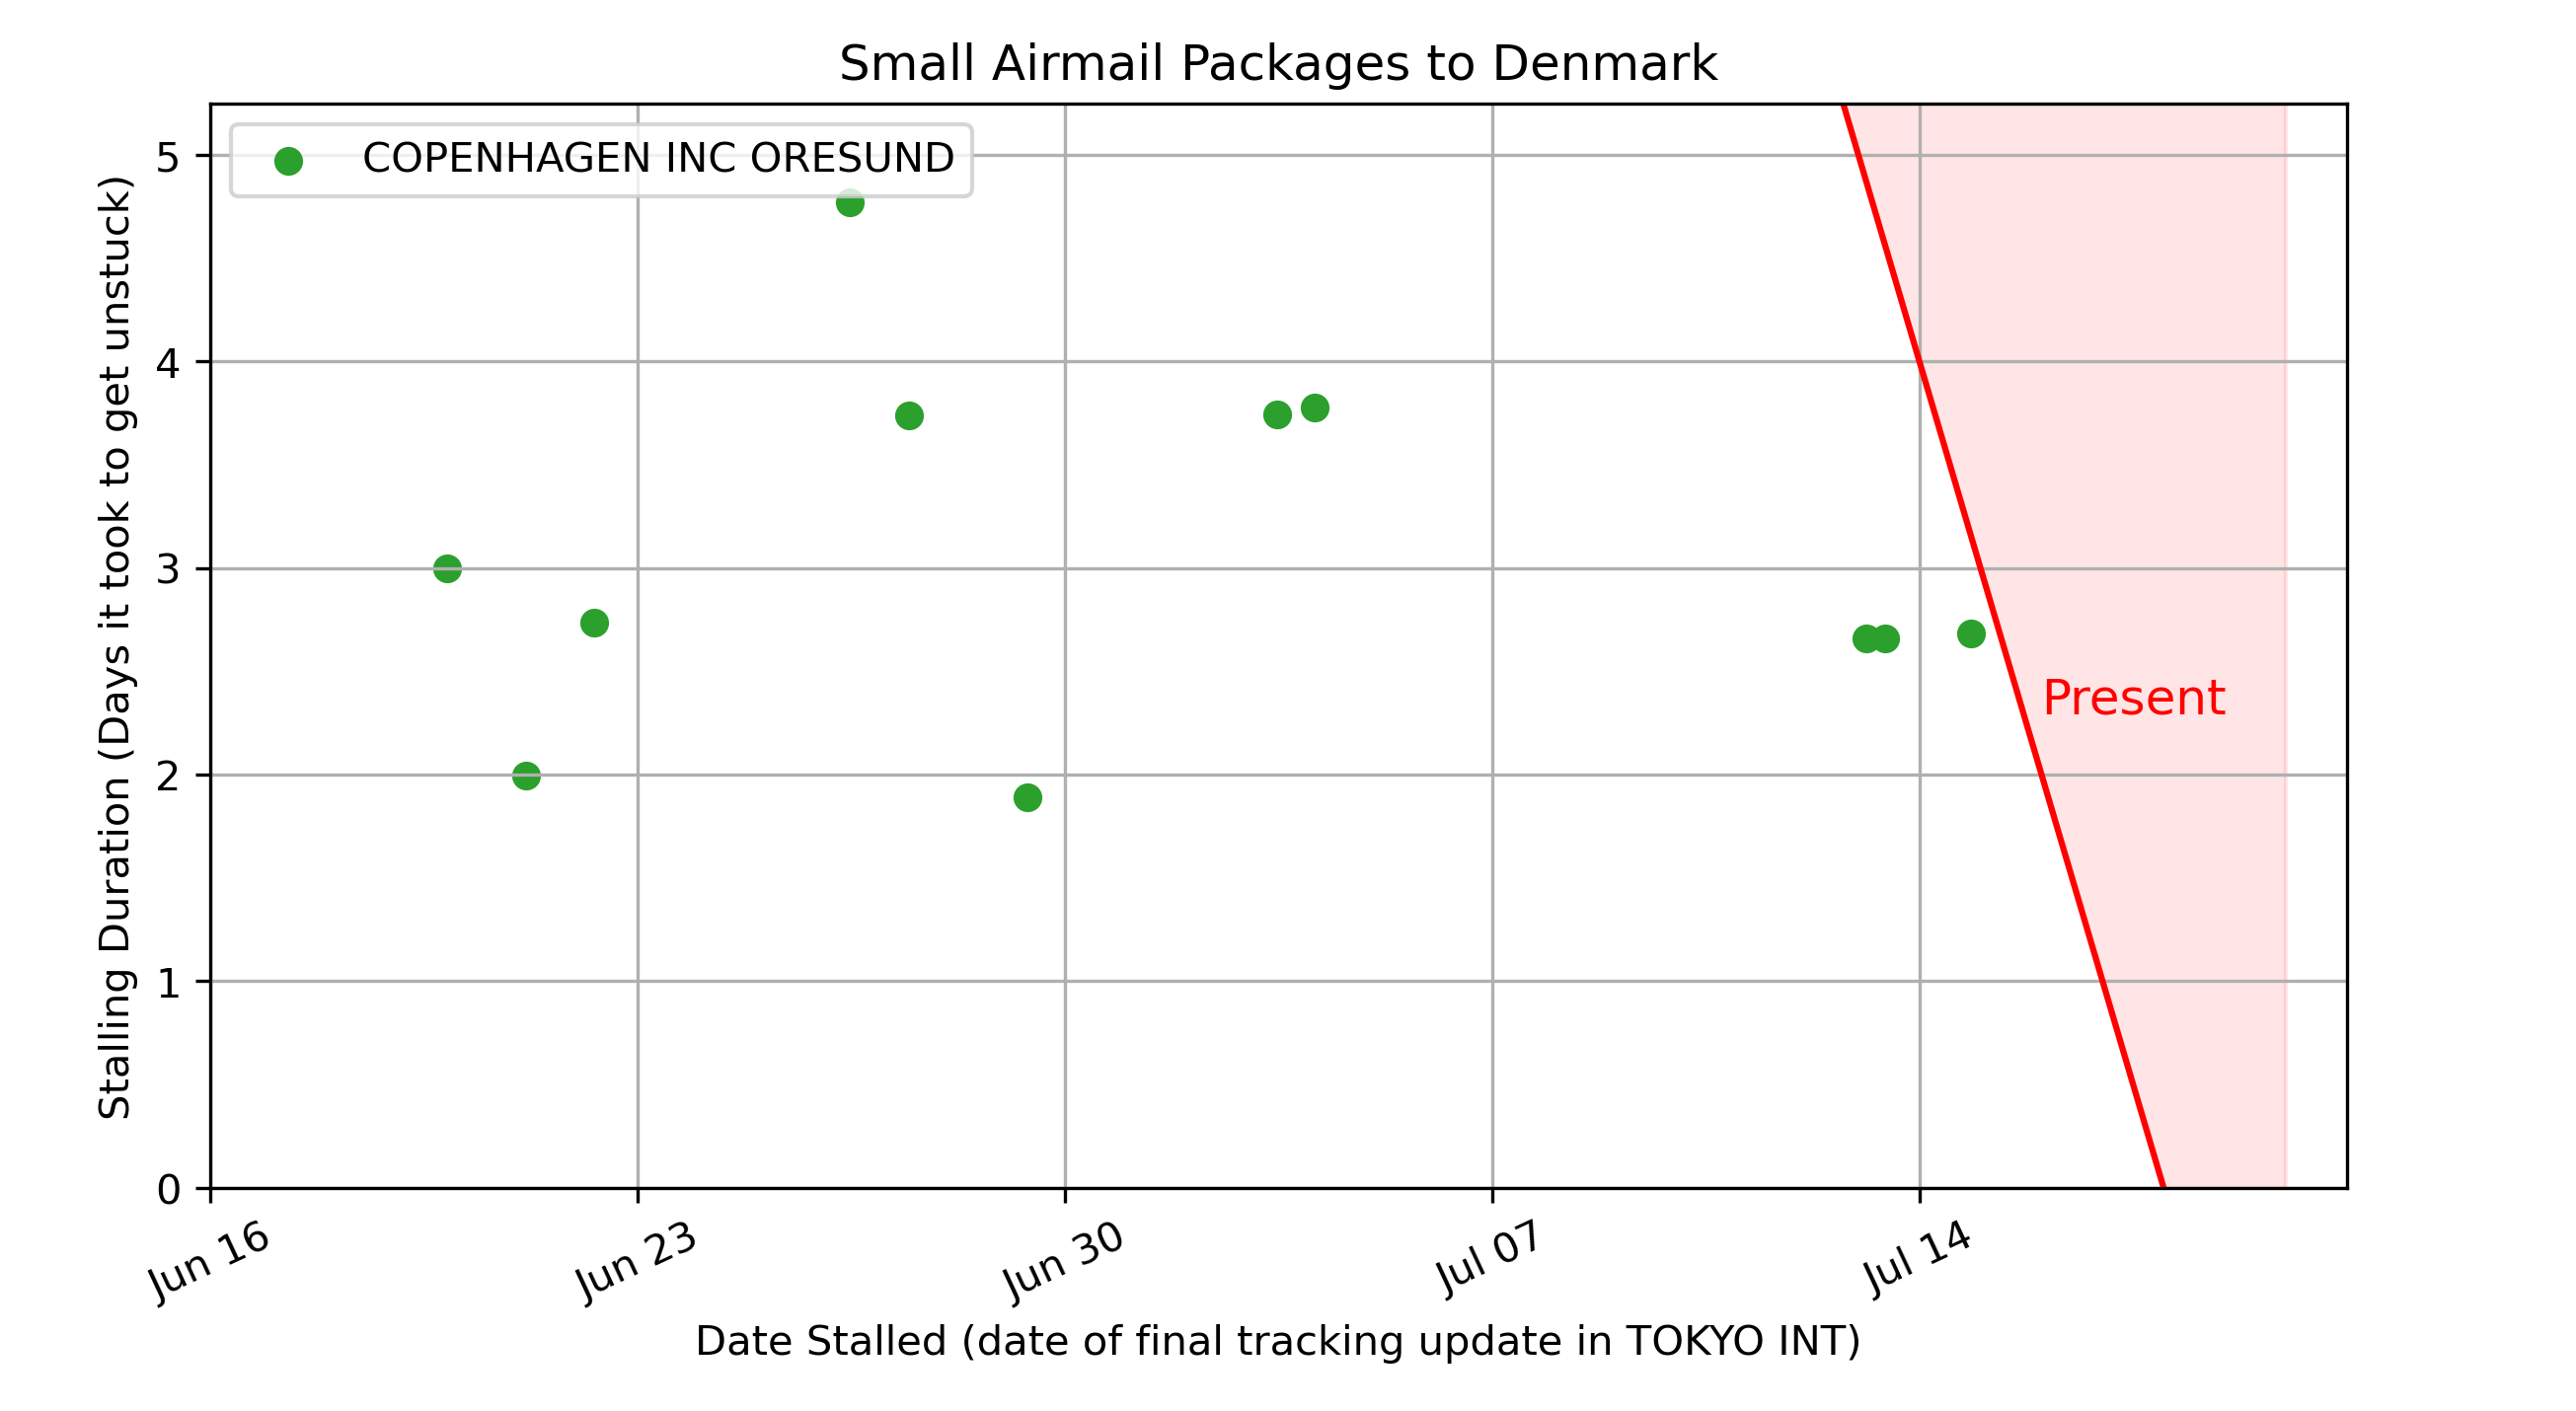 Small Airmail Packages to Denmark
COPENHAGEN INC ORESUND
Stalling Duration (Days it took to get unstuck)
5
4
3
2
1
0
Present
Jun 16
Jun 23
Jun 30
Jul 07
Jul 14
Date Stalled (date of final tracking update in TOKYO INT)